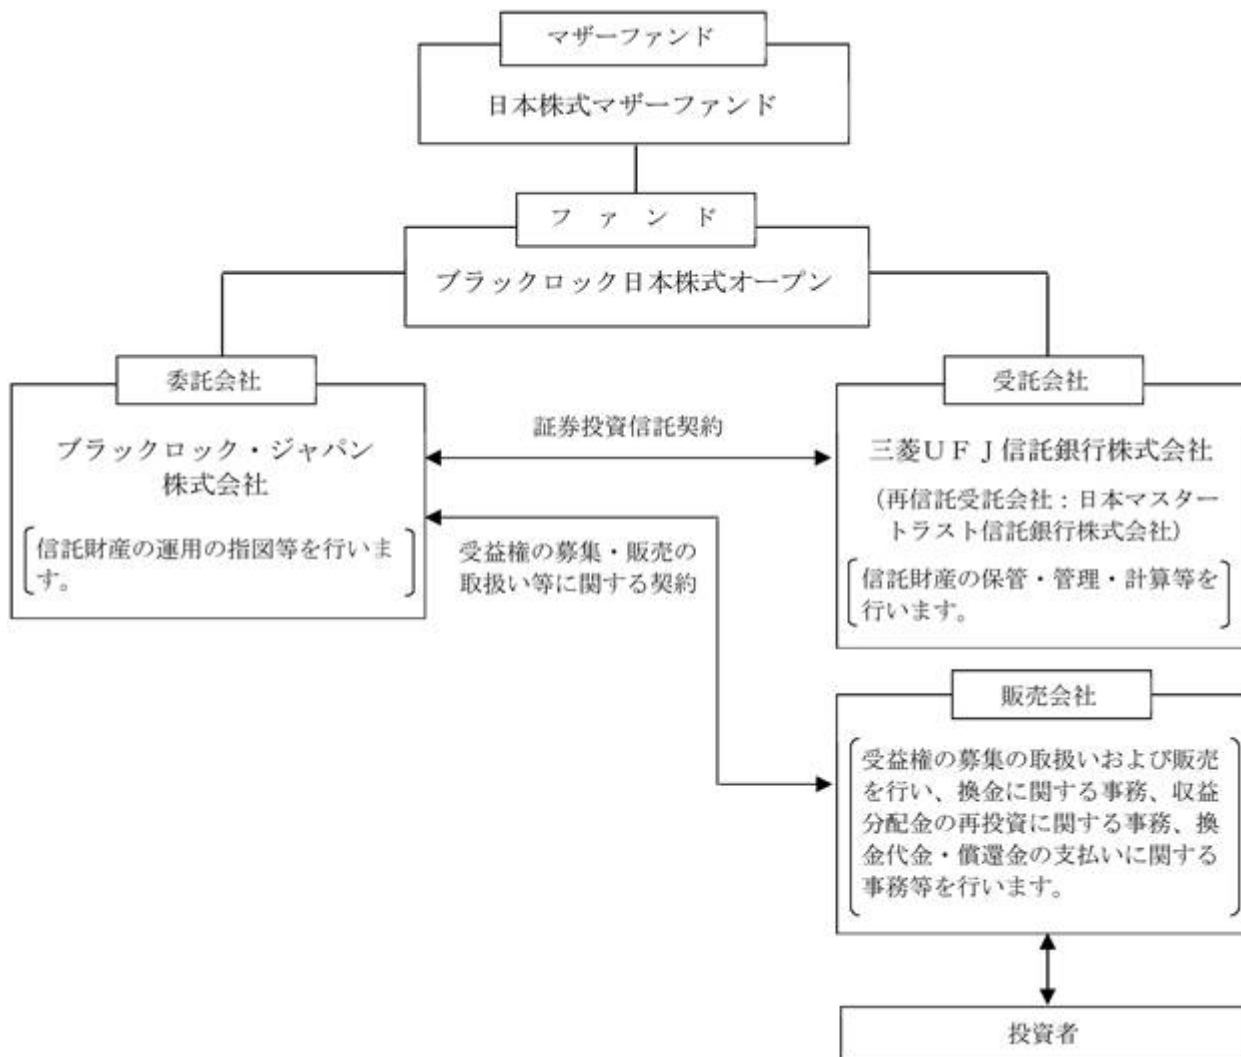 マザーファンド
日本株式マザーファンド
ファンド
ブラックロック日本株式オープン
委託会社
ブラックロック・ジャパン
株式会社
信託財産の運用の指図等を行いま
す。
証券投資信託契約
受益権の募集・販売の
取扱い等に関する契約
受託会社
三菱ＵＦＪ信託銀行株式会社
（再信託受託会社：日本マスター
トラスト信託銀行株式会社）
信託財産の保管・管理・計算等を
行います。
販売会社
受益権の募集の取扱いおよび販売
を行い、換金に関する事務、収益
分配金の再投資に関する事務、換
金代金・償還金の支払いに関する
事務等を行います。
投資者